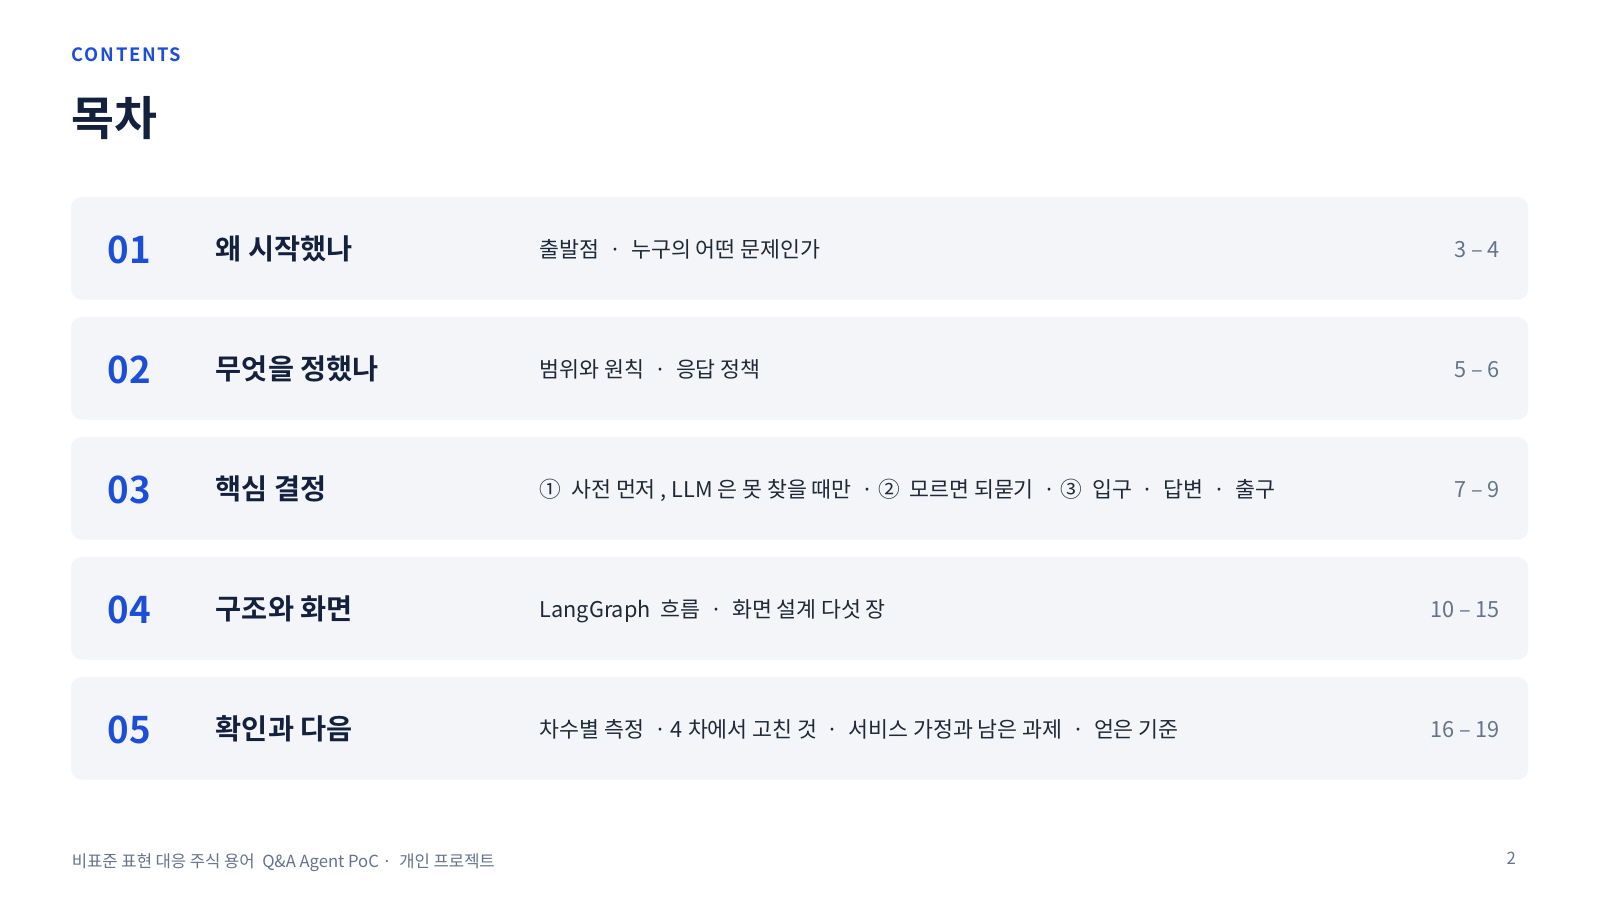 CONTENTS
목차
01 왜 시작했나 출발점 · 누구의 어떤 문제인가 3 – 4
02 무엇을 정했나 범위와 원칙 · 응답 정책 5 – 6
03 핵심 결정 ① 사전 먼저 , LLM 은 못 찾을 때만 · ② 모르면 되묻기 · ③ 입구 · 답변 · 출구 7 – 9
04 구조와 화면 LangGraph 흐름 · 화면 설계 다섯 장 10 – 15
05 확인과 다음 차수별 측정 · 4 차에서 고친 것 · 서비스 가정과 남은 과제 · 얻은 기준 16 – 19
비표준 표현 대응 주식 용어 Q&A Agent PoC · 개인 프로젝트 2